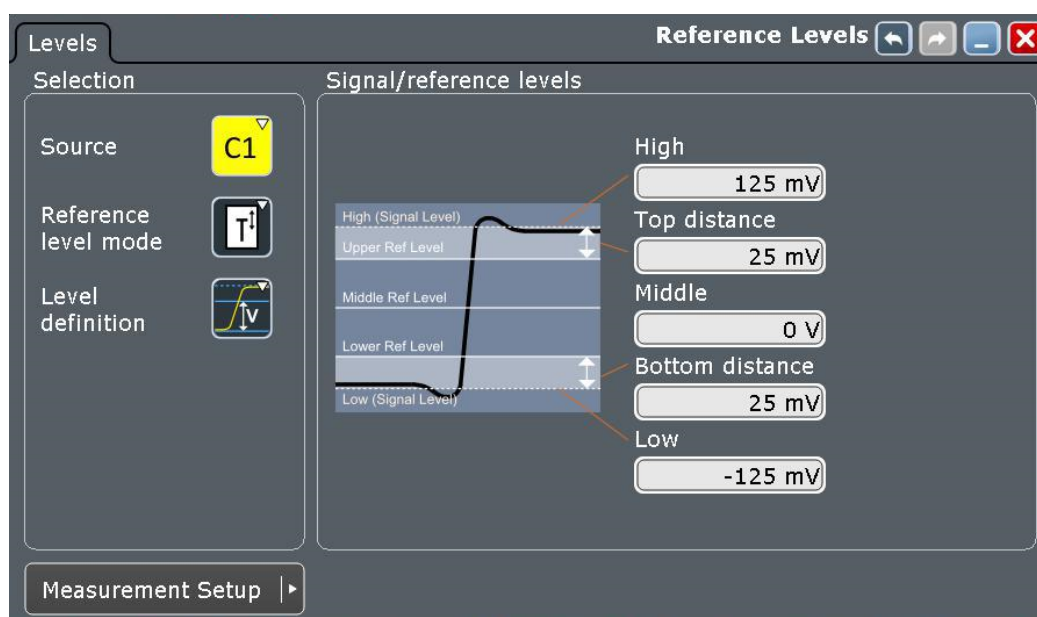 Levels
Reference Levels
Selection
Signal/reference levels
Source
C1
Reference
level mode
T
Level
definition
V
High (Signal Level)
Upper Ref Level
Middle Ref Level
Lower Ref Level
Low (Signal Level)
High
125 mV
Top distance
25 mV
Middle
0 V
Bottom distance
25 mV
Low
-125 mV
Measurement Setup